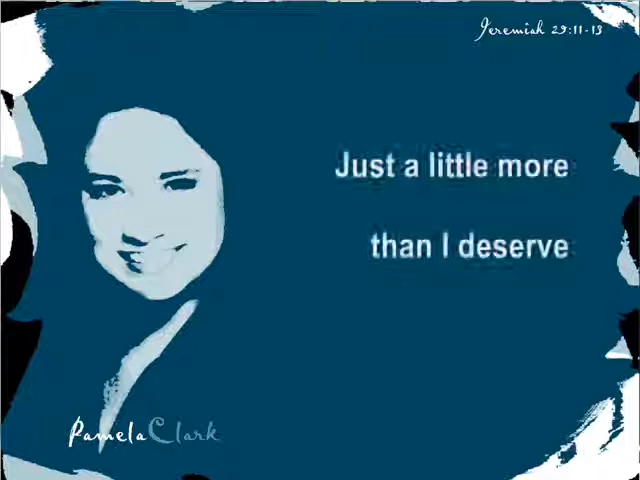 Jeremiah 29:11-13
Just a little more
than I deserve
PamelaClark